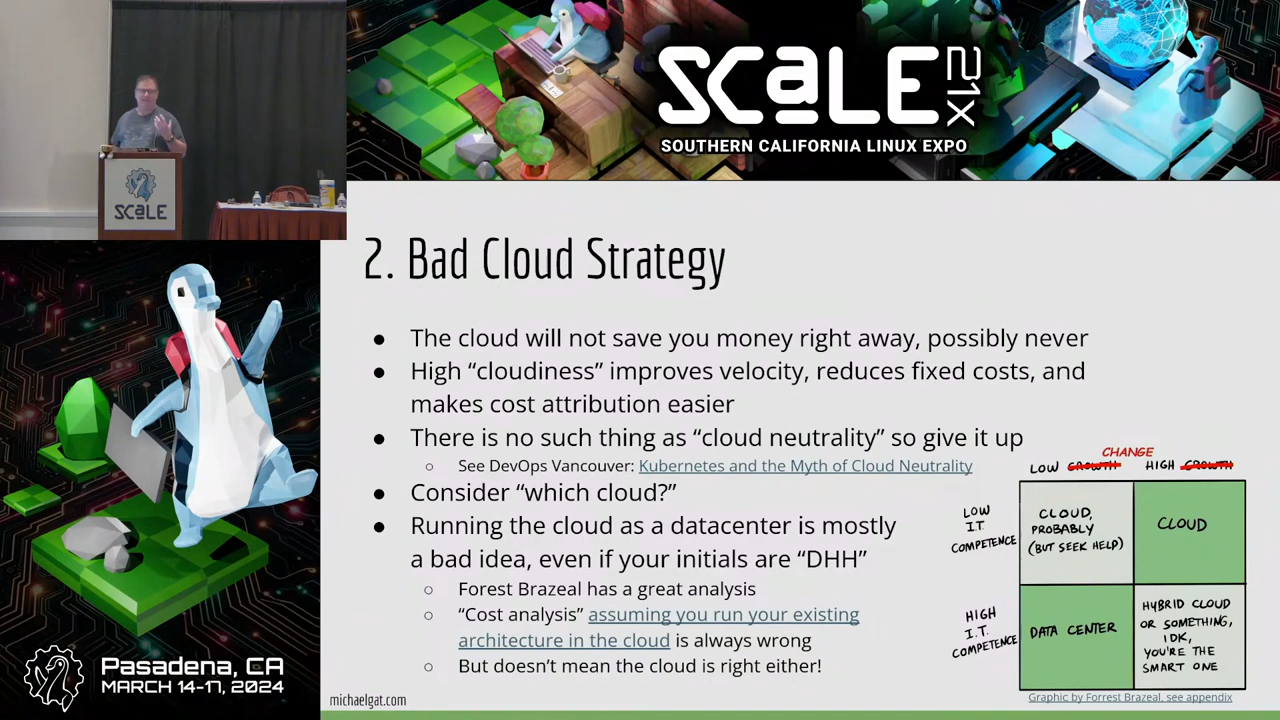 SCALE
SCALE 21X
SOUTHERN CALIFORNIA LINUX EXPO
2. Bad Cloud Strategy
● The cloud will not save you money right away, possibly never
● High “cloudiness” improves velocity, reduces fixed costs, and
makes cost attribution easier
● There is no such thing as “cloud neutrality” so give it up
○ See DevOps Vancouver: Kubernetes and the Myth of Cloud Neutrality
● Consider “which cloud?”
● Running the cloud as a datacenter is mostly
a bad idea, even if your initials are “DHH”
○ Forest Brazeal has a great analysis
○ “Cost analysis” assuming you run your existing
architecture in the cloud is always wrong
○ But doesn’t mean the cloud is right either!
CHANGE
LOW GROWTH HIGH GROWTH
LOW
I.T
COMPETENCE
CLOUD,
PROBABLY
(BUT SEEK HELP)
CLOUD
HIGH
I.T.
COMPETENCE
DATA CENTER
HYBRID CLOUD
OR SOMETHING,
IDK,
YOU'RE THE
SMART ONE
Graphic by Forrest Brazeal, see appendix
michaelgat.com
Pasadena, CA
MARCH 14-17, 2024